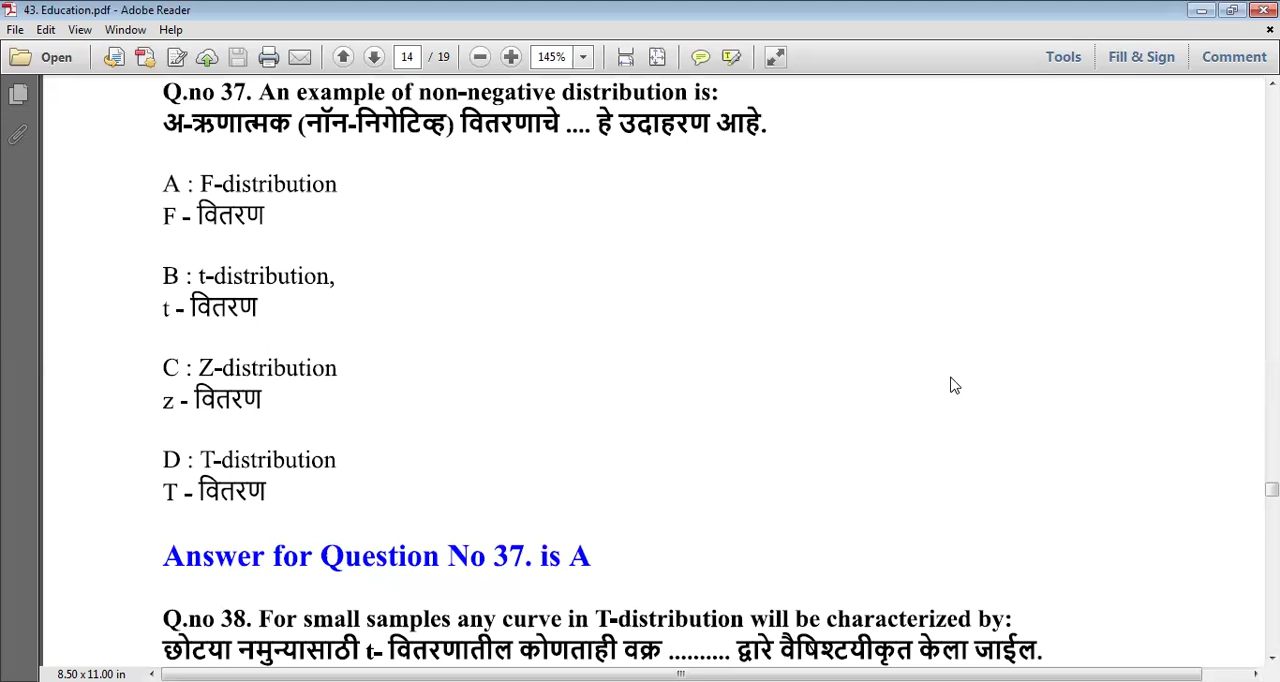 43. Education.pdf - Adobe Reader
File Edit View Window Help
Open 14 / 19 145% Tools Fill & Sign Comment
Q.no 37. An example of non-negative distribution is:
अ-ऋणात्मक (नॉन-निगेटिव्ह) वितरणाचे .... हे उदाहरण आहे.
A : F-distribution
F - वितरण
B : t-distribution,
t - वितरण
C : Z-distribution
z - वितरण
D : T-distribution
T - वितरण
Answer for Question No 37. is A
Q.no 38. For small samples any curve in T-distribution will be characterized by:
छोटया नमुन्यासाठी t- वितरणातील कोणताही वक्र .......... द्वारे वैषिश्टयीकृत केला जाईल.
8.50 x 11.00 in